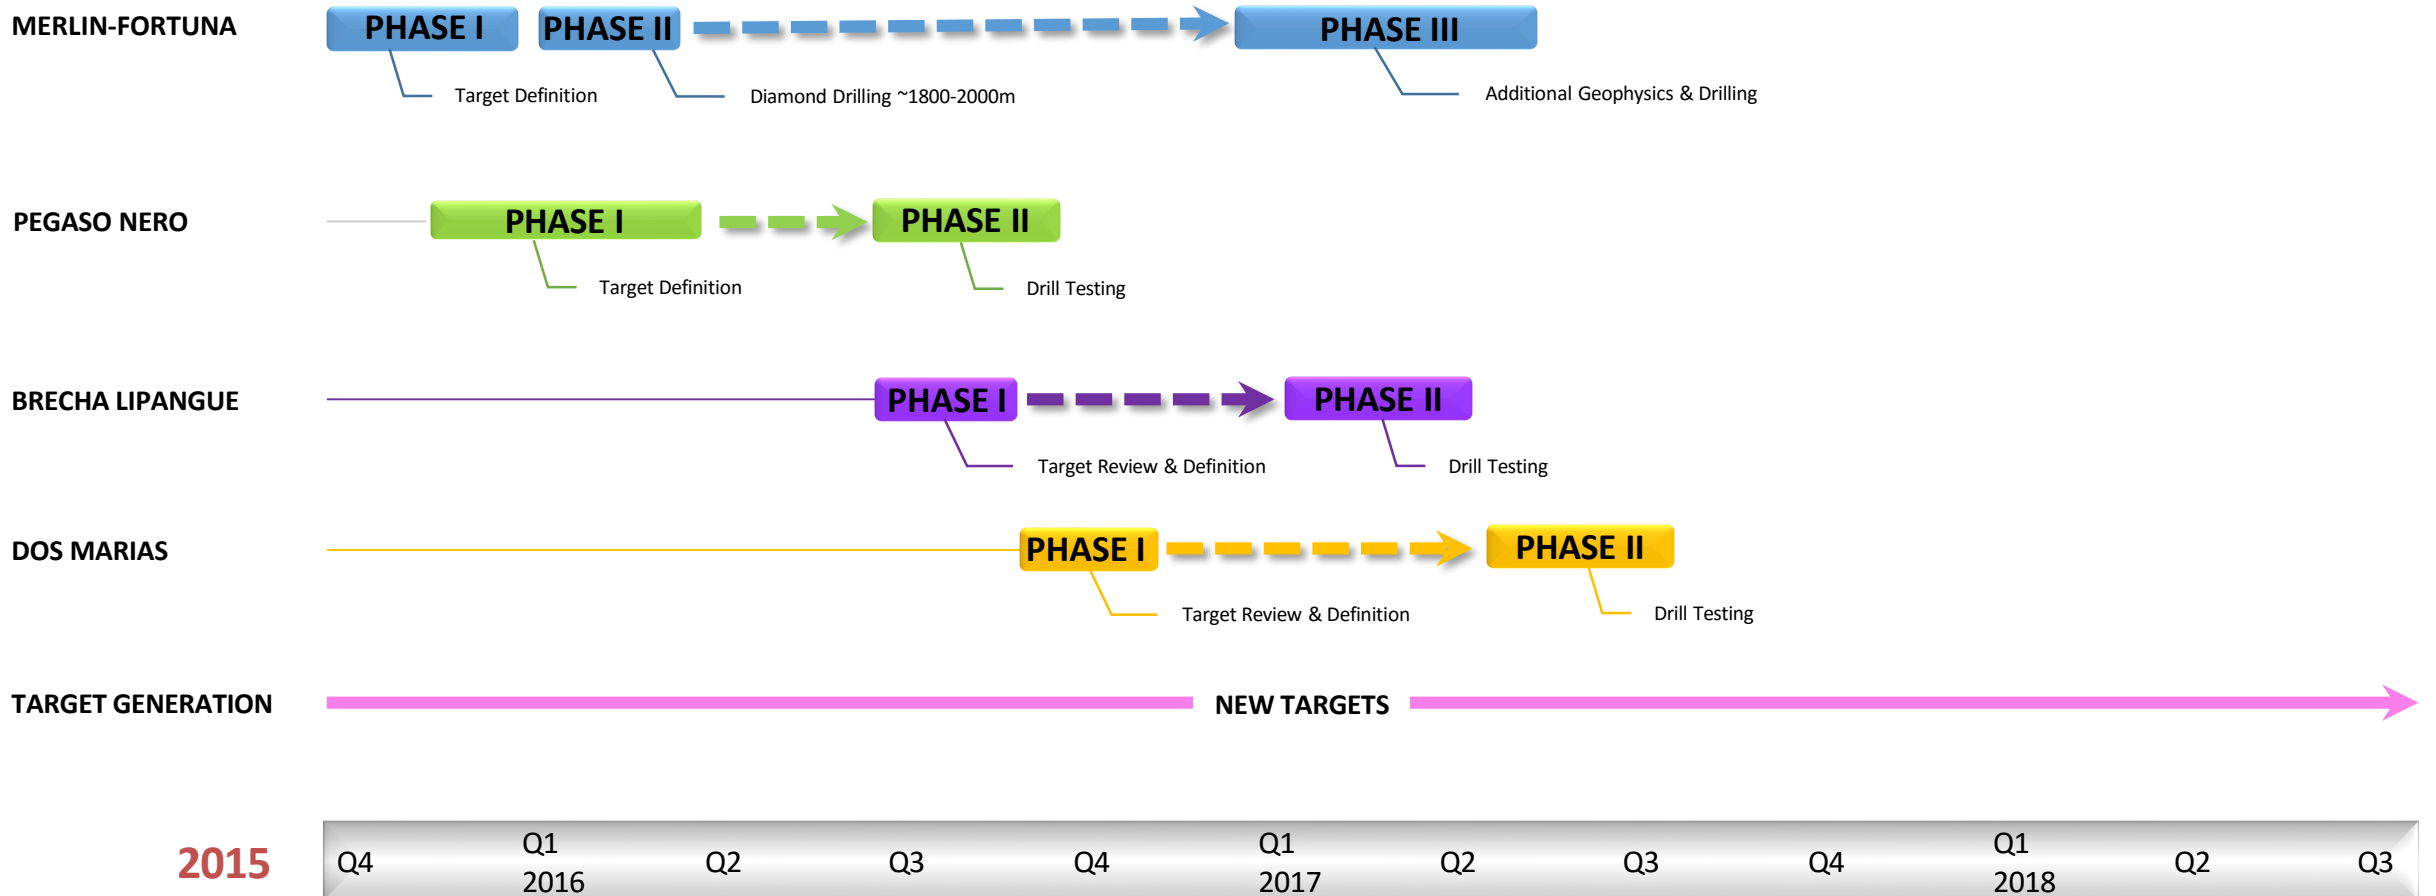 MERLIN-FORTUNA
PHASE I
PHASE II
PHASE III
Target Definition
Diamond Drilling ~1800-2000m
Additional Geophysics & Drilling
PEGASO NERO
PHASE I
PHASE II
Target Definition
Drill Testing
BRECHA LIPANGUE
PHASE I
PHASE II
Target Review & Definition
Drill Testing
DOS MARIAS
PHASE I
PHASE II
Target Review & Definition
Drill Testing
TARGET GENERATION
NEW TARGETS
2015
Q4
Q1
2016
Q2
Q3
Q4
Q1
2017
Q2
Q3
Q4
Q1
2018
Q2
Q3